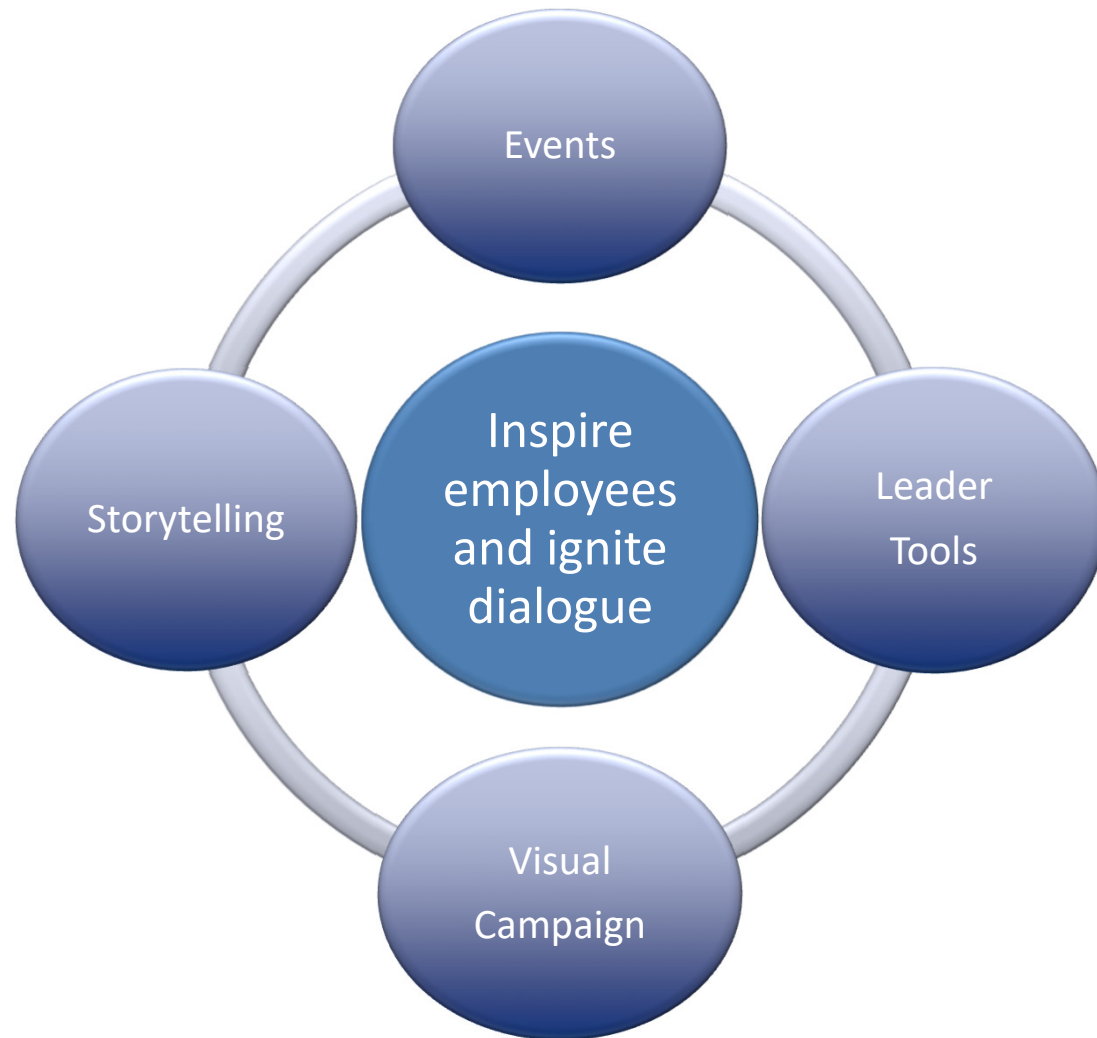 Events
Inspire
employees
and ignite
dialogue
Storytelling
Leader
Tools
Visual
Campaign